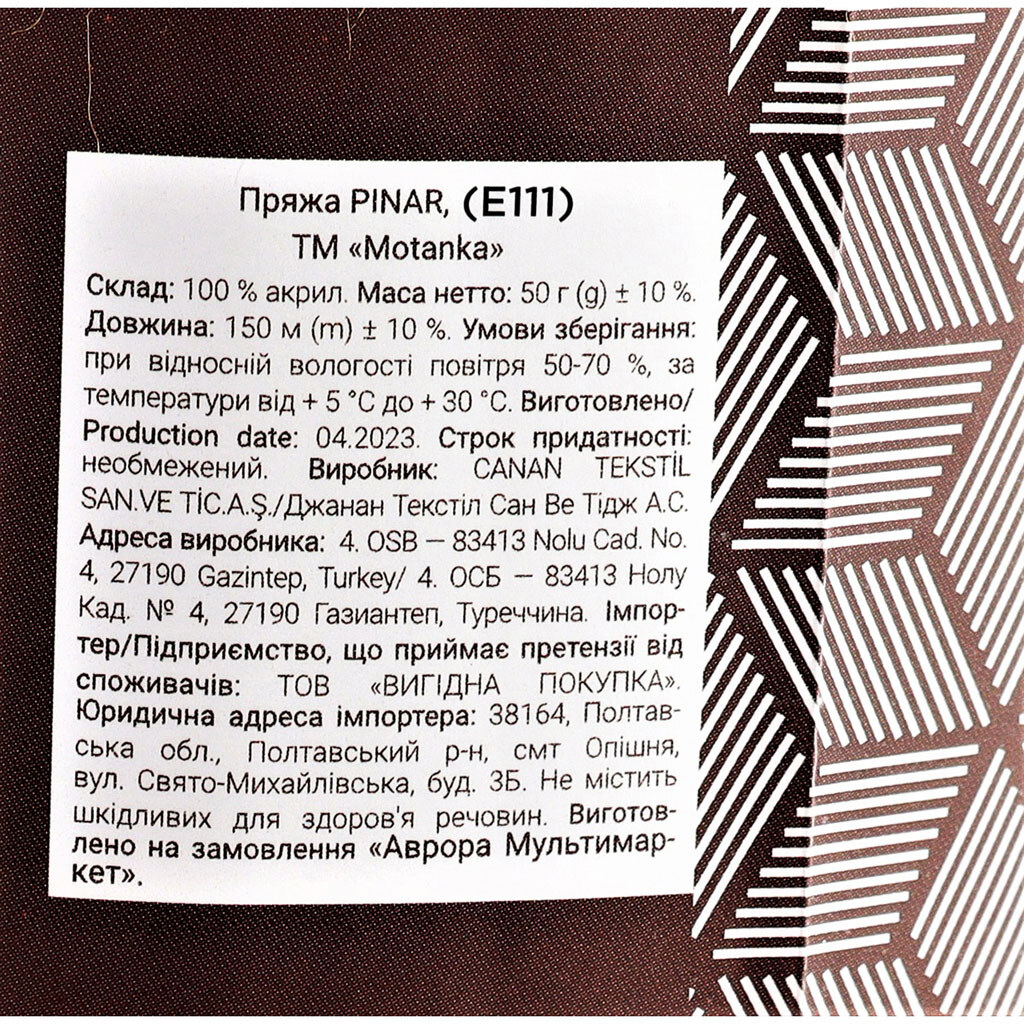 Пряжа PINAR, (E111)
ТМ «Motanka»
Склад: 100 % акрил. Маса нетто: 50 г (g) ± 10 %.
Довжина: 150 м (m) ± 10 %. Умови зберігання:
при відносній вологості повітря 50-70 %, за
температури від + 5 °С до + 30 °С. Виготовлено/
Production date: 04.2023. Строк придатності:
необмежений. Виробник: CANAN TEKSTİL
SAN.VE TİC.A.Ş./Джанан Текстіл Сан Ве Тідж А.С.
Адреса виробника: 4. OSB — 83413 Nolu Cad. No.
4, 27190 Gazintep, Turkey/ 4. ОСБ — 83413 Нолу
Кад. № 4, 27190 Газиантеп, Туреччина. Імпор-
тер/Підприємство, що приймає претензії від
споживачів: ТОВ «ВИГІДНА ПОКУПКА».
Юридична адреса імпортера: 38164, Полтав-
ська обл., Полтавський р-н, смт Опішня,
вул. Свято-Михайлівська, буд. 3Б. Не містить
шкідливих для здоров'я речовин. Виготов-
лено на замовлення «Аврора Мультимар-
кет».